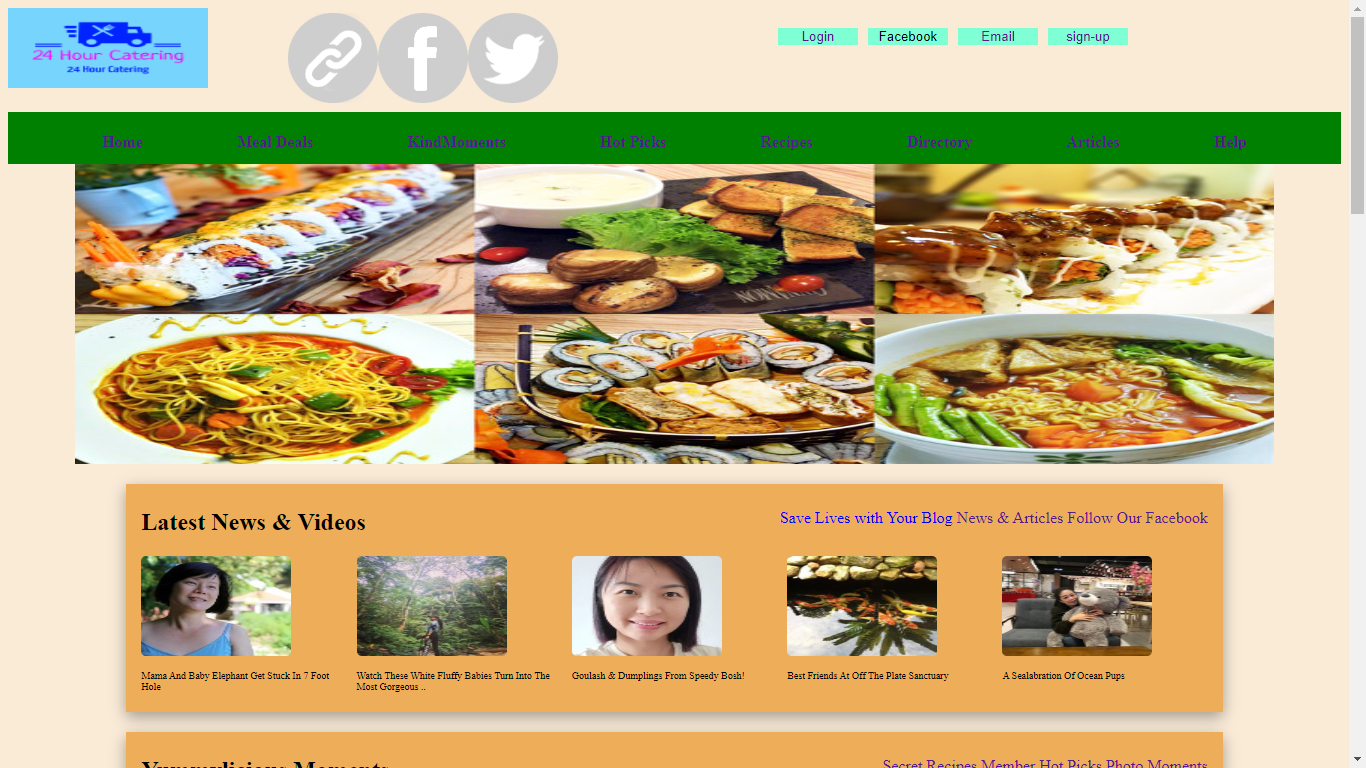 24 Hour Catering
24 Hour Catering
Login Facebook Email sign-up
Home Meal Deals KindMoments Hot Picks Recipes Directory Articles Help
Latest News & Videos
Save Lives with Your Blog News & Articles Follow Our Facebook
Mama And Baby Elephant Get Stuck In 7 Foot
Hole
Watch These White Fluffy Babies Turn Into The
Most Gorgeous ..
Goulash & Dumplings From Speedy Bosh!
Best Friends At Off The Plate Sanctuary
A Sealabration Of Ocean Pups
Yummylicious Moments
Secret Recipes Member Hot Picks Photo Moments